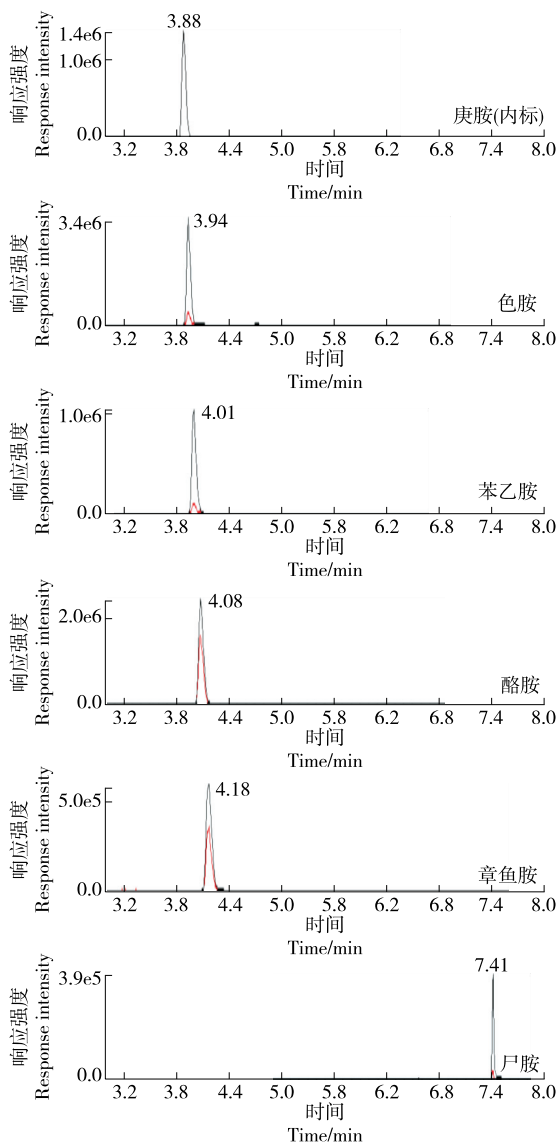 3.88
1.4e6
1.0e6
0.0
响应强度
Response intensity
庚胺(内标)
3.2 3.8 4.4 5.0 5.8 6.2 6.8 7.4 8.0
时间
Time/min
3.94
3.4e6
0.0
响应强度
Response intensity
色胺
3.2 3.8 4.4 5.0 5.8 6.2 6.8 7.4 8.0
时间
Time/min
4.01
1.0e6
0.0
响应强度
Response intensity
苯乙胺
3.2 3.8 4.4 5.0 5.8 6.2 6.8 7.4 8.0
时间
Time/min
4.08
2.0e6
0.0
响应强度
Response intensity
酪胺
3.2 3.8 4.4 5.0 5.8 6.2 6.8 7.4 8.0
时间
Time/min
4.18
5.0e5
0.0
响应强度
Response intensity
章鱼胺
3.2 3.8 4.4 5.0 5.8 6.2 6.8 7.4 8.0
时间
Time/min
7.41
3.9e5
0.0
响应强度
Response intensity
尸胺
3.2 3.8 4.4 5.0 5.8 6.2 6.8 7.4 8.0
时间
Time/min